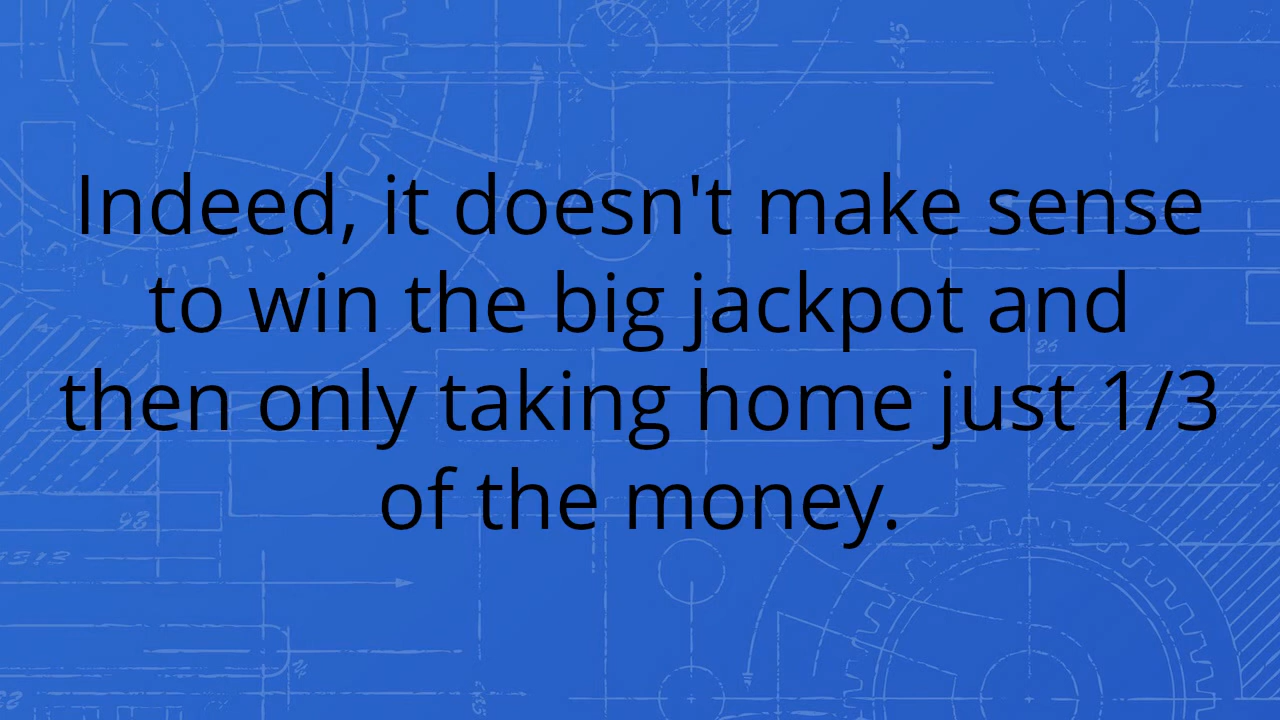 Indeed, it doesn't make sense
to win the big jackpot and
then only taking home just 1/3
of the money.
26